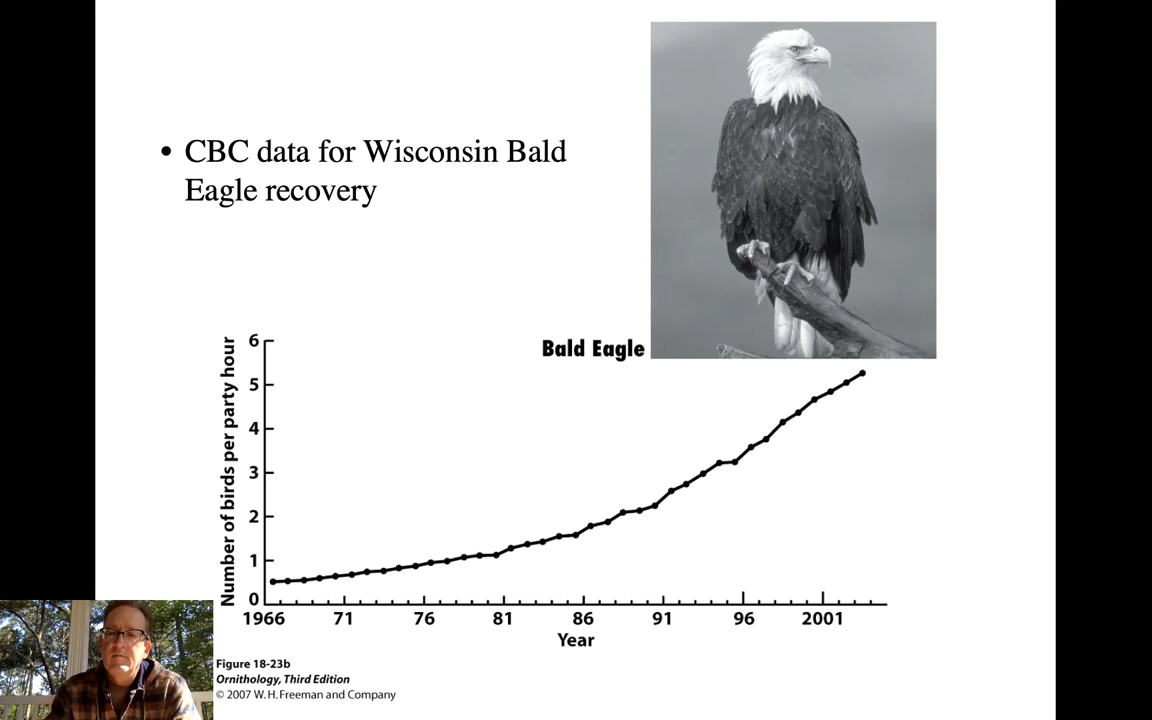 • CBC data for Wisconsin Bald
Eagle recovery
Bald Eagle
Number of birds per party hour
6
5
4
3
2
1
0
1966 71 76 81 86 91 96 2001
Year
Figure 18-23b
Ornithology, Third Edition
© 2007 W. H. Freeman and Company